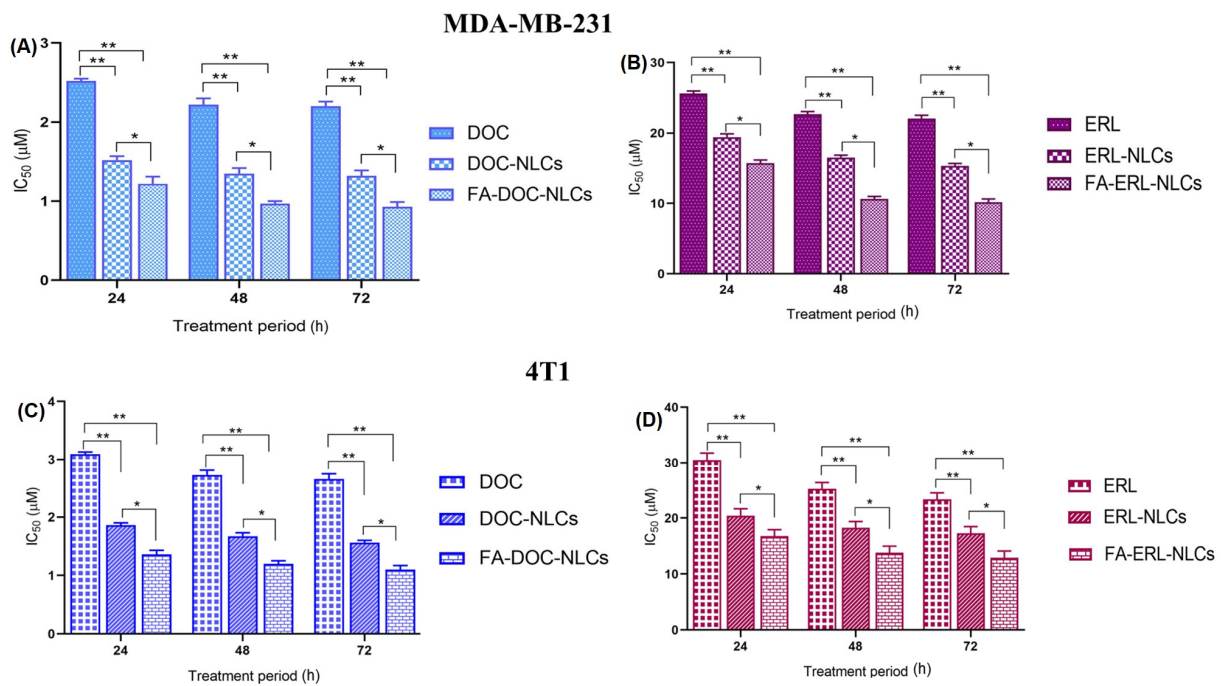 MDA-MB-231
(A)
3
2
1
0
IC50 (μM)
** ** * ** ** * ** ** *
24 48 72
Treatment period (h)
DOC
DOC-NLCs
FA-DOC-NLCs
(B)
30
20
10
0
IC50 (μM)
** ** * ** ** * ** ** *
24 48 72
Treatment period (h)
ERL
ERL-NLCs
FA-ERL-NLCs
4T1
(C)
4
3
2
1
0
IC50 (μM)
** ** * ** ** * ** ** *
24 48 72
Treatment period (h)
DOC
DOC-NLCs
FA-DOC-NLCs
(D)
40
30
20
10
0
IC50 (μM)
** ** * ** ** * ** ** *
24 48 72
Treatment period (h)
ERL
ERL-NLCs
FA-ERL-NLCs